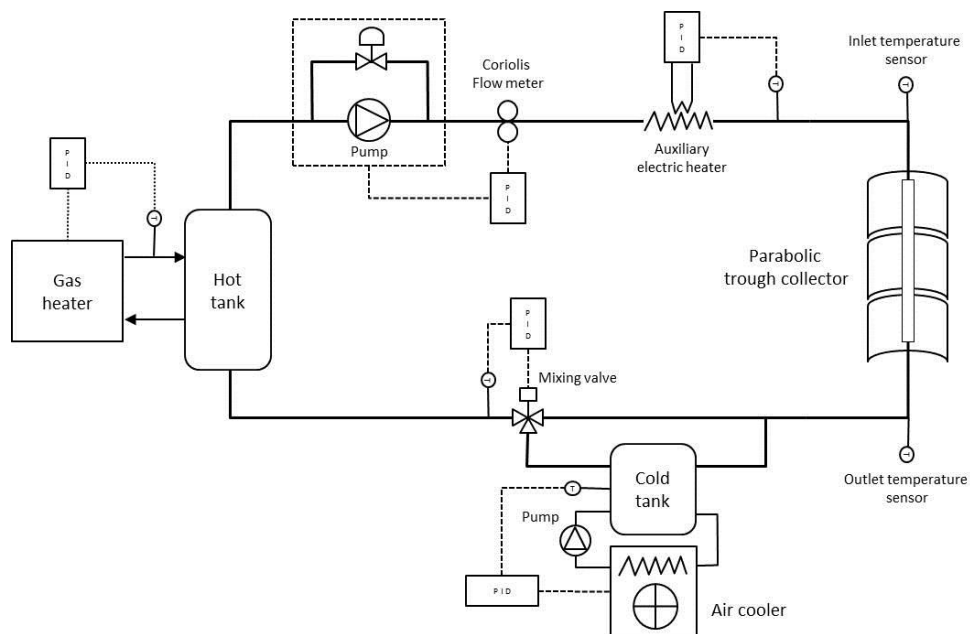 P
I
D
Coriolis
Flow meter
Pump
P
I
D
T
Auxiliary
electric heater
P
I
D
Inlet temperature
sensor
T
P
I
D
T
T
Gas
heater
Hot
tank
Parabolic
trough collector
P
I
D
Mixing valve
T
T
Outlet temperature
sensor
Cold
tank
T
Pump
PID
Air cooler